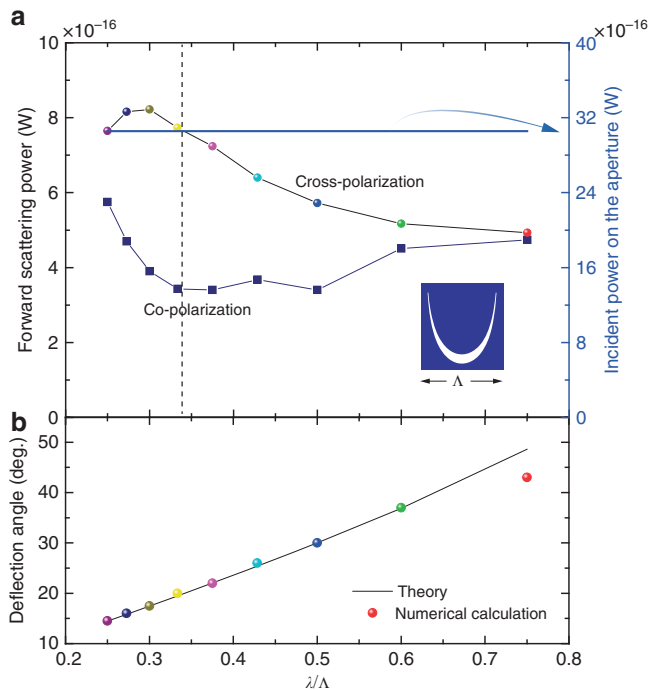 a
×10⁻¹⁶
×10⁻¹⁶
10
8
6
4
2
0
Forward scattering power (W)
40
32
24
16
8
0
Incident power on the aperture (W)
Cross-polarization
Co-polarization
Λ
b
50
40
30
20
10
Deflection angle (deg.)
Theory
Numerical calculation
0.2 0.3 0.4 0.5 0.6 0.7 0.8
λ/Λ